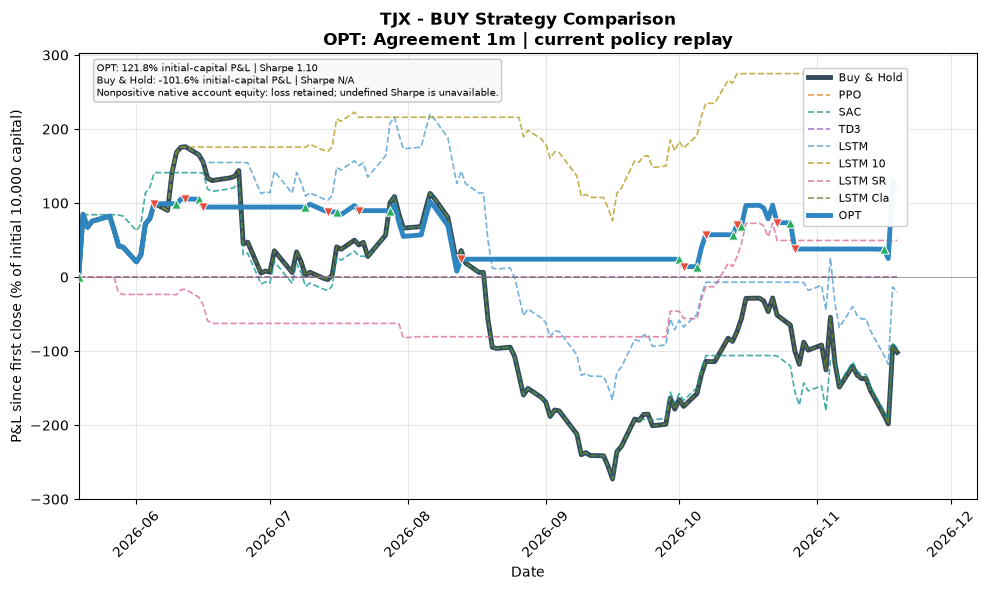 TJX - BUY Strategy Comparison
OPT: Agreement 1m | current policy replay
OPT: 121.8% initial-capital P&L | Sharpe 1.10
Buy & Hold: -101.6% initial-capital P&L | Sharpe N/A
Nonpositive native account equity: loss retained; undefined Sharpe is unavailable.
Buy & Hold
PPO
SAC
TD3
LSTM
LSTM 10
LSTM SR
LSTM Cla
OPT
P&L since first close (% of initial 10,000 capital)
300
200
100
0
−100
−200
−300
2026-06
2026-07
2026-08
2026-09
2026-10
2026-11
2026-12
Date